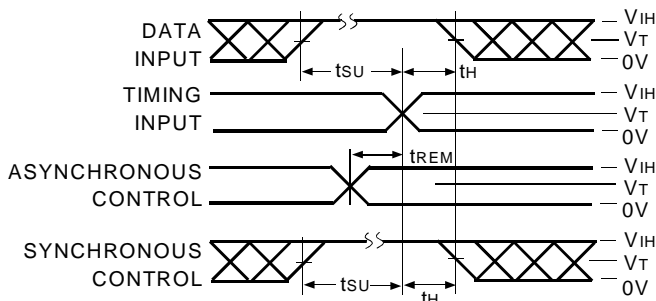 DATA INPUT
tSU
tH
VIH
VT
0V
TIMING INPUT
VIH
VT
0V
tREM
ASYNCHRONOUS CONTROL
VIH
VT
0V
SYNCHRONOUS CONTROL
tSU
tH
VIH
VT
0V